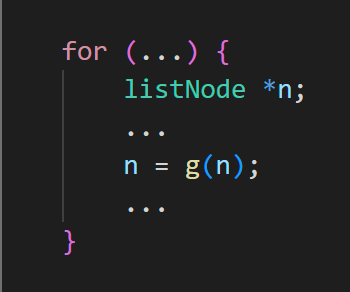 for (...) {
listNode *n;
...
n = g(n);
...
}